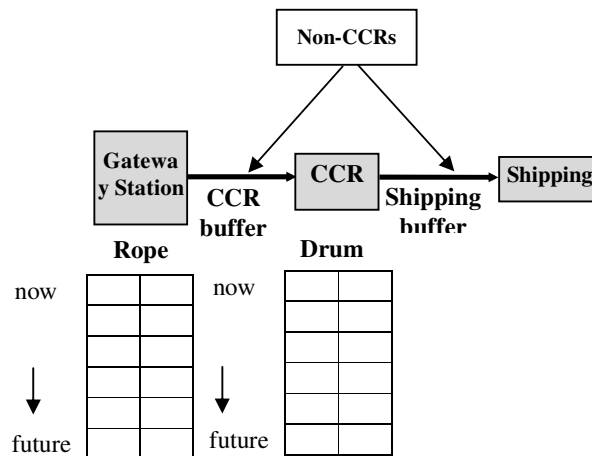 Non-CCRs
Gatewa
y Station
CCR
Shipping
CCR
buffer
Shipping
buffer
Rope
Drum
now
now
future
future